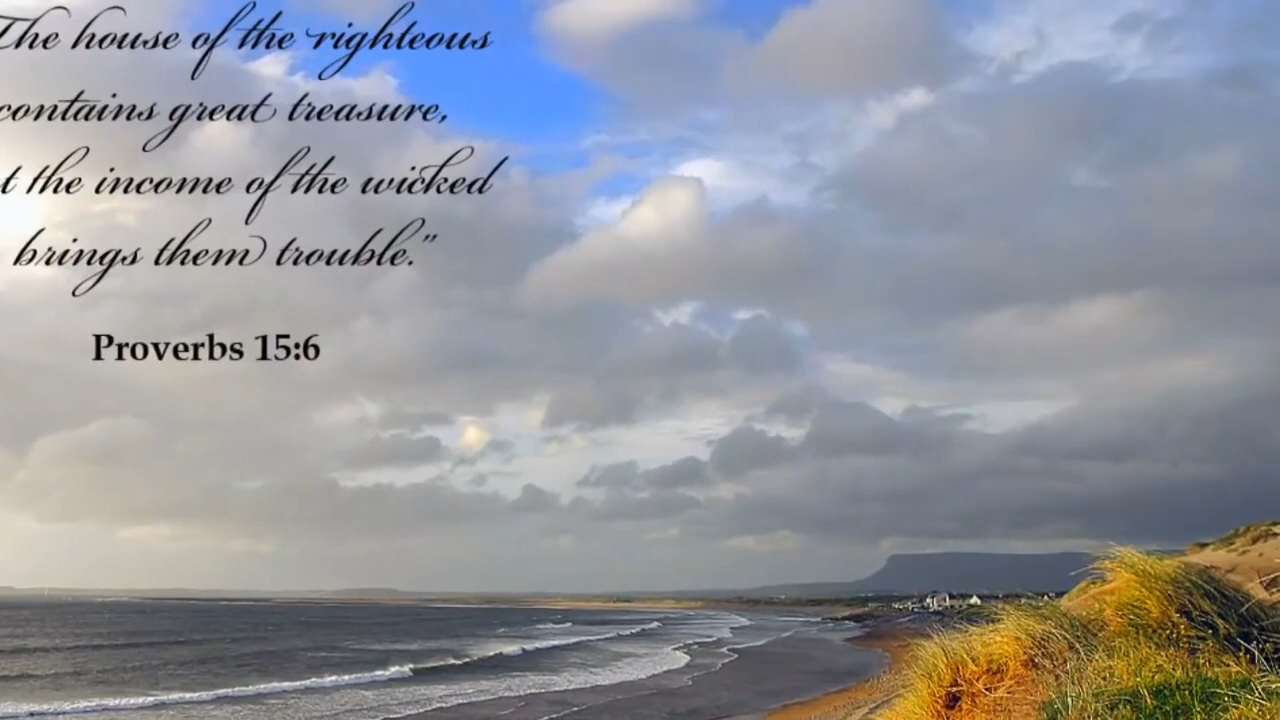 The house of the righteous
contains great treasure,
t the income of the wicked
brings them trouble.”
Proverbs 15:6